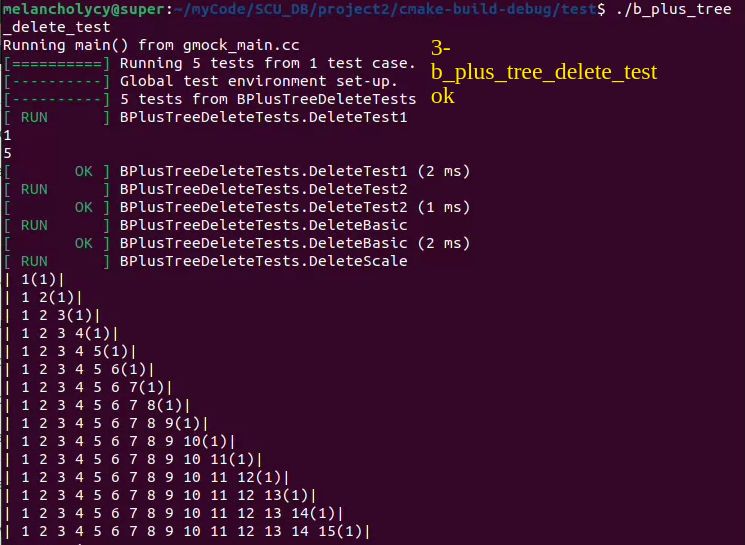 melancholycy@super:~/myCode/SCU_DB/project2/cmake-build-debug/test$ ./b_plus_tree
_delete_test
Running main() from gmock_main.cc
[==========] Running 5 tests from 1 test case.
[----------] Global test environment set-up.
[----------] 5 tests from BPlusTreeDeleteTests
3-
b_plus_tree_delete_test
ok
[ RUN      ] BPlusTreeDeleteTests.DeleteTest1
1
5
[       OK ] BPlusTreeDeleteTests.DeleteTest1 (2 ms)
[ RUN      ] BPlusTreeDeleteTests.DeleteTest2
[       OK ] BPlusTreeDeleteTests.DeleteTest2 (1 ms)
[ RUN      ] BPlusTreeDeleteTests.DeleteBasic
[       OK ] BPlusTreeDeleteTests.DeleteBasic (2 ms)
[ RUN      ] BPlusTreeDeleteTests.DeleteScale
| 1(1)|
| 1 2(1)|
| 1 2 3(1)|
| 1 2 3 4(1)|
| 1 2 3 4 5(1)|
| 1 2 3 4 5 6(1)|
| 1 2 3 4 5 6 7(1)|
| 1 2 3 4 5 6 7 8(1)|
| 1 2 3 4 5 6 7 8 9(1)|
| 1 2 3 4 5 6 7 8 9 10(1)|
| 1 2 3 4 5 6 7 8 9 10 11(1)|
| 1 2 3 4 5 6 7 8 9 10 11 12(1)|
| 1 2 3 4 5 6 7 8 9 10 11 12 13(1)|
| 1 2 3 4 5 6 7 8 9 10 11 12 13 14(1)|
| 1 2 3 4 5 6 7 8 9 10 11 12 13 14 15(1)|